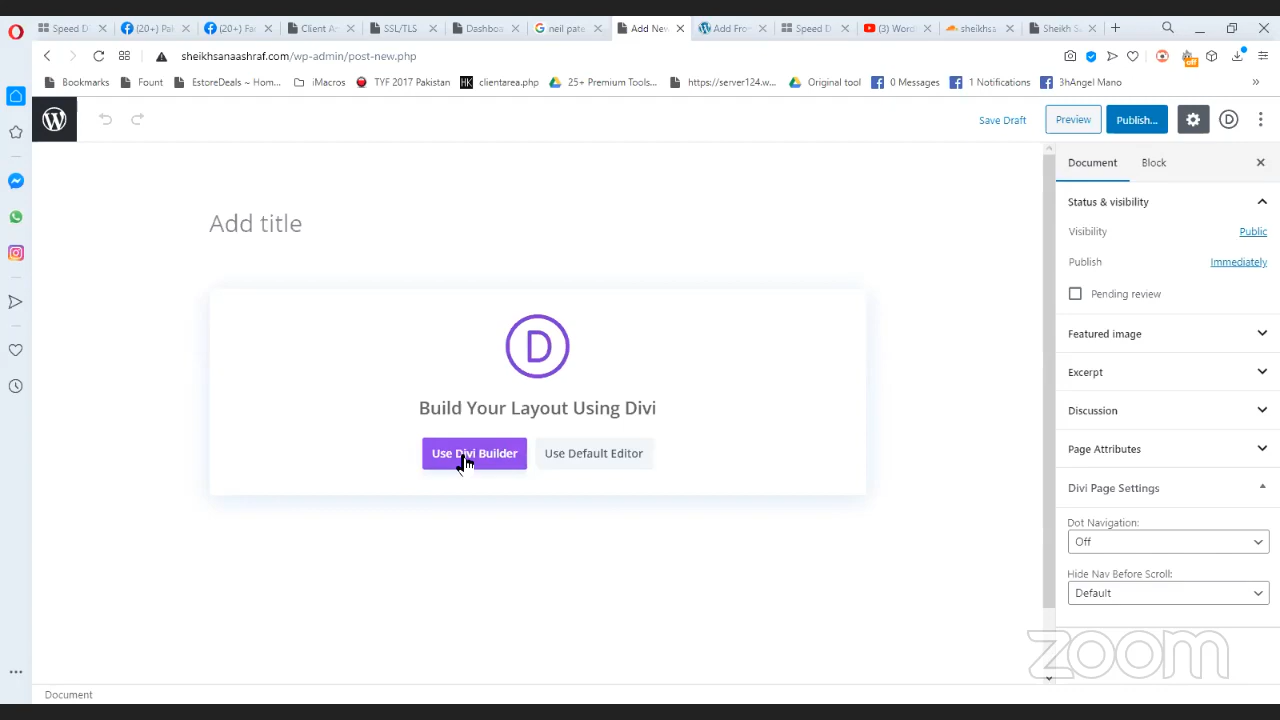 Speed D
(20+) Pal
(20+) Fa
Client A
SSL/TLS
Dashbo
neil pate
Add New
Add Fro
Speed D
(3) Word
sheikhsa
Sheikh S
sheikhsanaashraf.com/wp-admin/post-new.php
off
Bookmarks
Fount
EstoreDeals ~ Hom...
iMacros
TYF 2017 Pakistan
HK clientarea.php
25+ Premium Tools...
https://server124.w...
Original tool
0 Messages
1 Notifications
3hAngel Mano
Save Draft
Preview
Publish...
D
Document
Block
Add title
Status & visibility
Visibility
Public
Publish
Immediately
Pending review
Featured image
D
Excerpt
Build Your Layout Using Divi
Discussion
Use Divi Builder
Use Default Editor
Page Attributes
Divi Page Settings
Dot Navigation:
Off
Hide Nav Before Scroll:
Default
zoom
Document